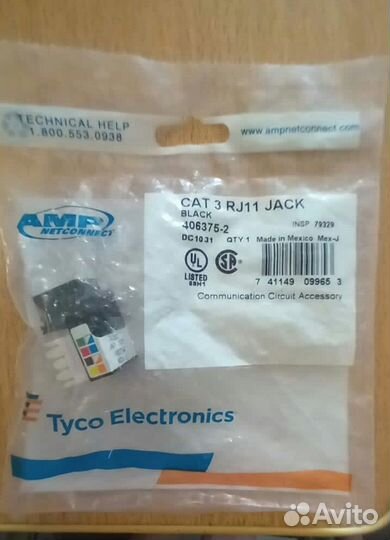 TECHNICAL HELP
1.800.553.0938
www.ampnetconnect.com
AMP
NETCONNECT
CAT 3 RJ11 JACK
BLACK
INSP 79329
406375-2
DC1031 QTY 1 Made in Mexico Mex-J
UL
LISTED
SA
7 41149 09965 3
Communication Circuit Accessory
E
Tyco Electronics
Avito